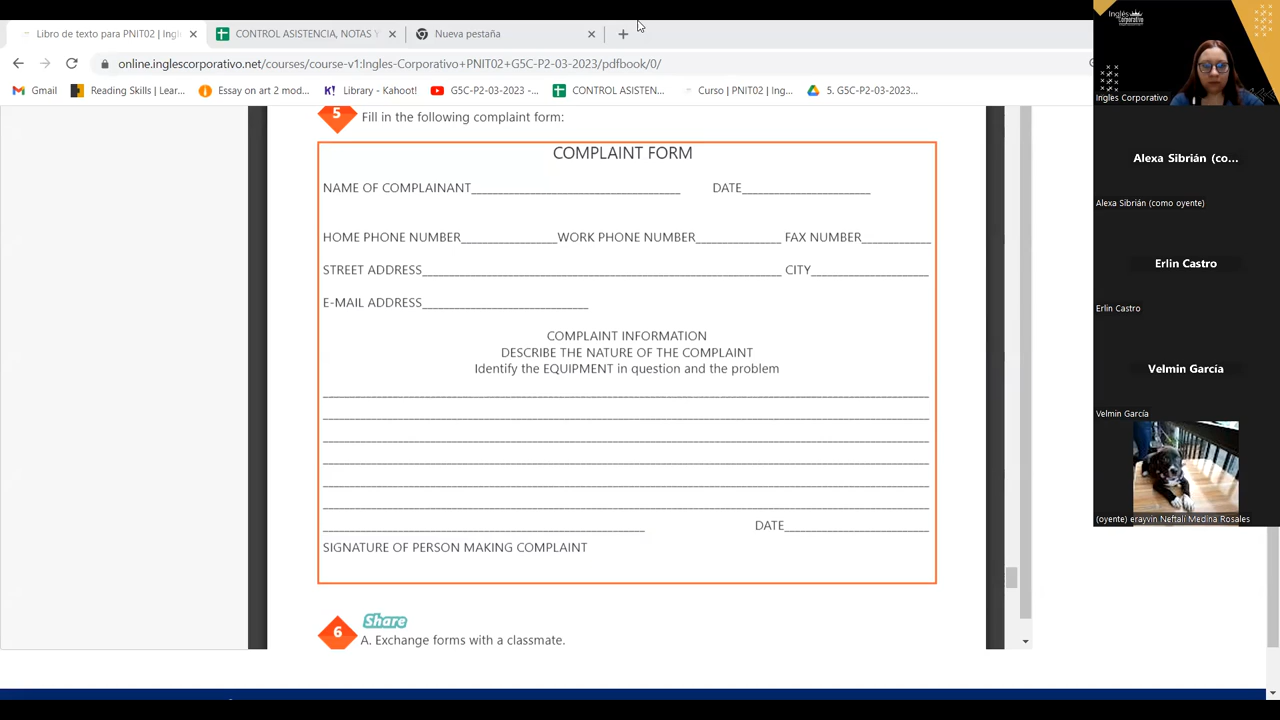 Libro de texto para PNIT02 | Ingl
CONTROL ASISTENCIA, NOTAS Y
Nueva pestaña
online.inglescorporativo.net/courses/course-v1:Ingles-Corporativo+PNIT02+G5C-P2-03-2023/pdfbook/0/
Gmail
Reading Skills | Lear...
Essay on art 2 mod...
Library - Kahoot!
G5C-P2-03-2023 -...
CONTROL ASISTEN...
Curso | PNIT02 | Ing...
5. G5C-P2-03-2023...
5 Fill in the following complaint form:
COMPLAINT FORM
NAME OF COMPLAINANT DATE
HOME PHONE NUMBER WORK PHONE NUMBER FAX NUMBER
STREET ADDRESS CITY
E-MAIL ADDRESS
COMPLAINT INFORMATION
DESCRIBE THE NATURE OF THE COMPLAINT
Identify the EQUIPMENT in question and the problem
DATE
SIGNATURE OF PERSON MAKING COMPLAINT
Share
6 A. Exchange forms with a classmate.
Inglés Corporativo
Ingles Corporativo
Alexa Sibrián (co...
Alexa Sibrián (como oyente)
Erlin Castro
Erlin Castro
Velmin García
Velmin García
(oyente) erayvin Neftalí Medina Rosales